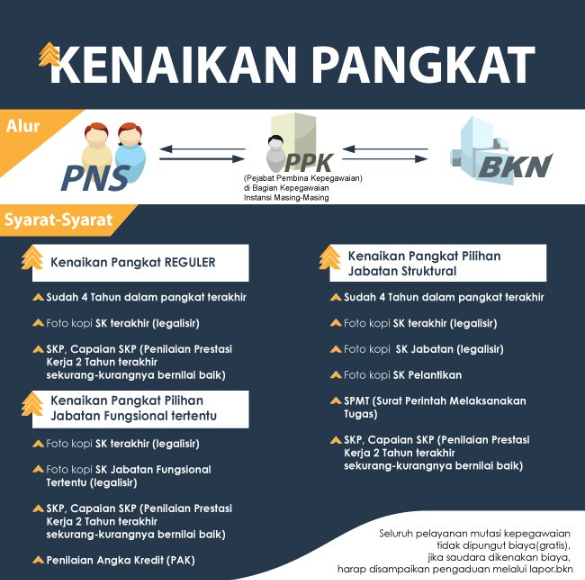 KENAIKAN PANGKAT
Alur
PNS
PPK
(Pejabat Pembina Kepegawaian)
di Bagian Kepegawaian
Instansi Masing-Masing
BKN
Syarat-Syarat
Kenaikan Pangkat REGULER
Sudah 4 Tahun dalam pangkat terakhir
Foto kopi SK terakhir (legalisir)
SKP, Capaian SKP (Penilaian Prestasi
Kerja 2 Tahun terakhir
sekurang-kurangnya bernilai baik)
Kenaikan Pangkat Pilihan
Jabatan Fungsional tertentu
Foto kopi SK terakhir (legalisir)
Foto kopi SK Jabatan Fungsional
Tertentu (legalisir)
SKP, Capaian SKP (Penilaian Prestasi
Kerja 2 Tahun terakhir
sekurang-kurangnya bernilai baik)
Penilaian Angka Kredit (PAK)
Kenaikan Pangkat Pilihan
Jabatan Struktural
Sudah 4 Tahun dalam pangkat terakhir
Foto kopi SK terakhir (legalisir)
Foto kopi SK Jabatan (legalisir)
Foto kopi SK Pelantikan
SPMT (Surat Perintah Melaksanakan
Tugas)
SKP, Capaian SKP (Penilaian Prestasi
Kerja 2 Tahun terakhir
sekurang-kurangnya bernilai baik)
Seluruh pelayanan mutasi kepegawaian
tidak dipungut biaya(gratis),
jika saudara dikenakan biaya,
harap disampaikan pengaduan melalui lapor.bkn